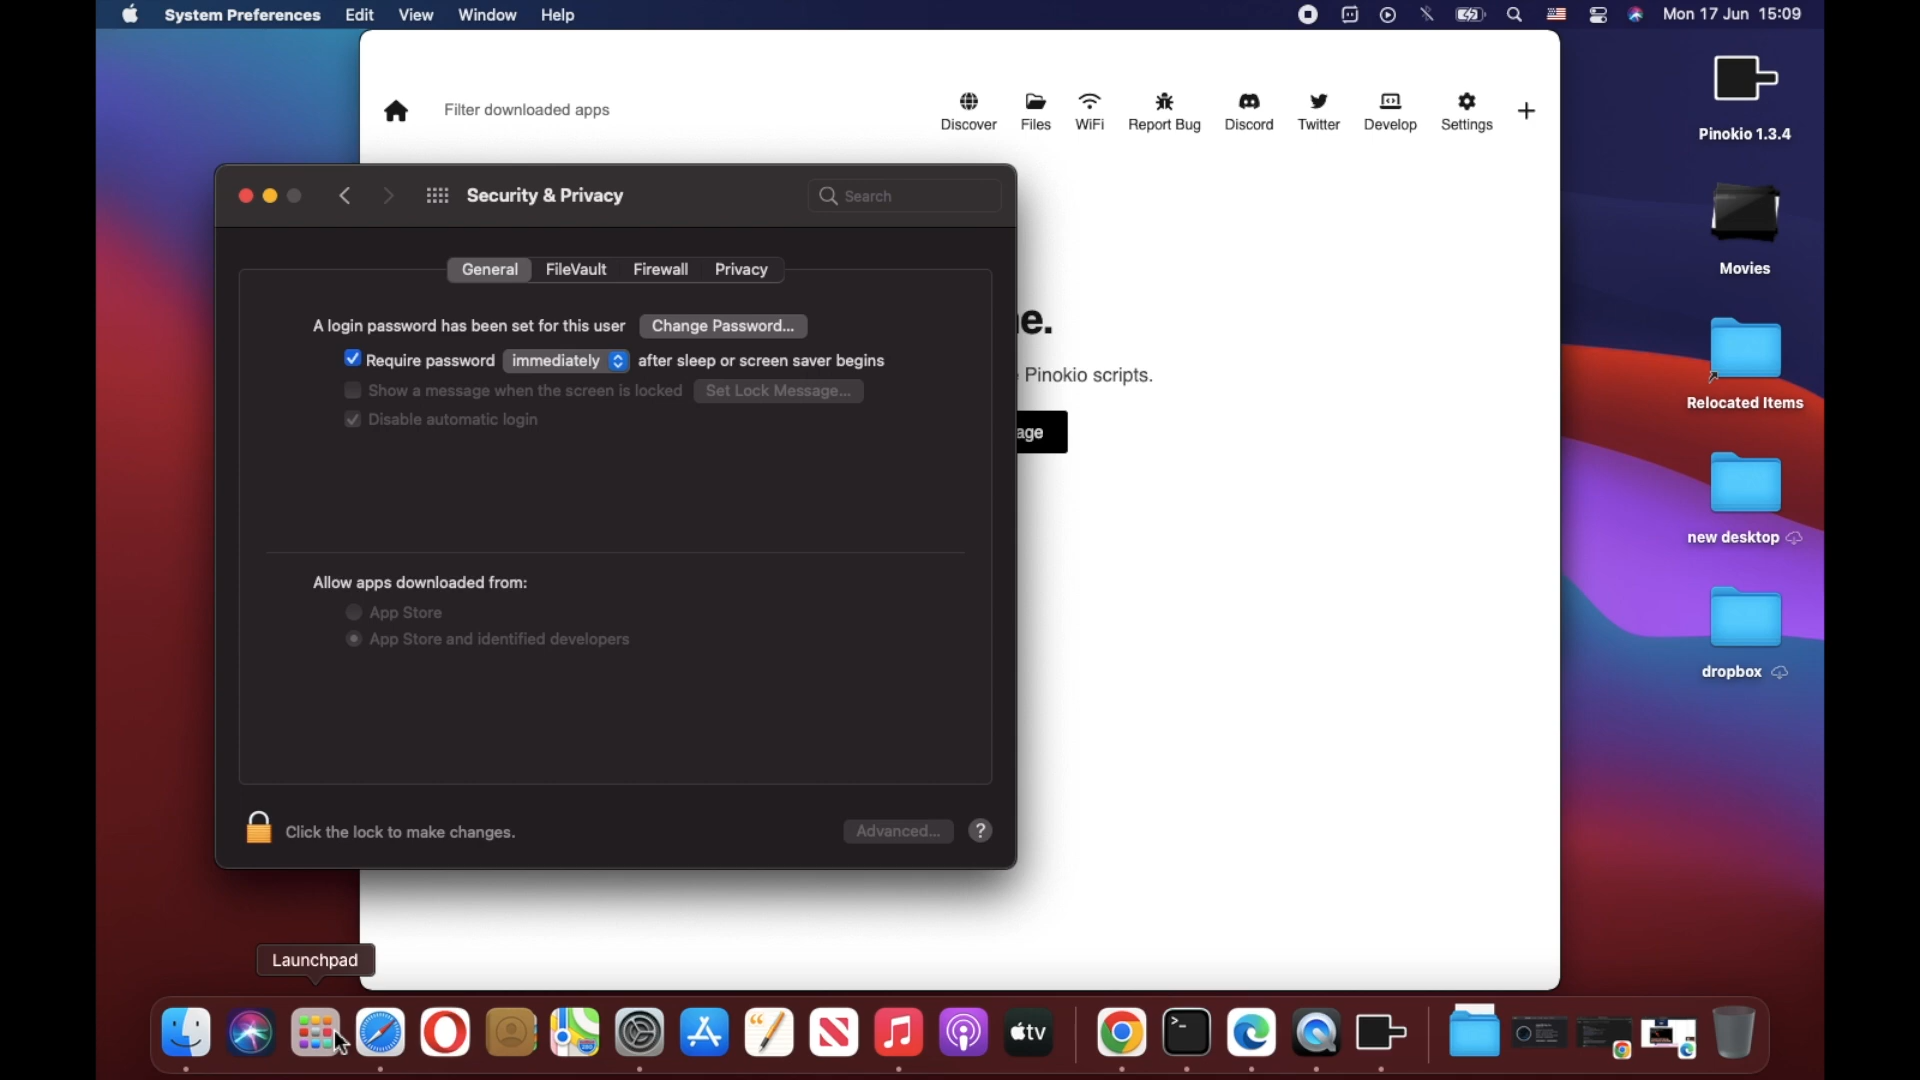 System Preferences Edit View Window Help
Mon 17 Jun 15:09
Filter downloaded apps
Discover Files WiFi Report Bug Discord Twitter Develop Settings
Pinokio 1.3.4
Movies
Relocated Items
new desktop
dropbox
Security & Privacy
Search
General FileVault Firewall Privacy
A login password has been set for this user Change Password...
Require password immediately after sleep or screen saver begins
Show a message when the screen is locked Set Lock Message...
Disable automatic login
e.
Pinokio scripts.
age
Allow apps downloaded from:
App Store
App Store and identified developers
Click the lock to make changes.
Advanced... ?
Launchpad
tv